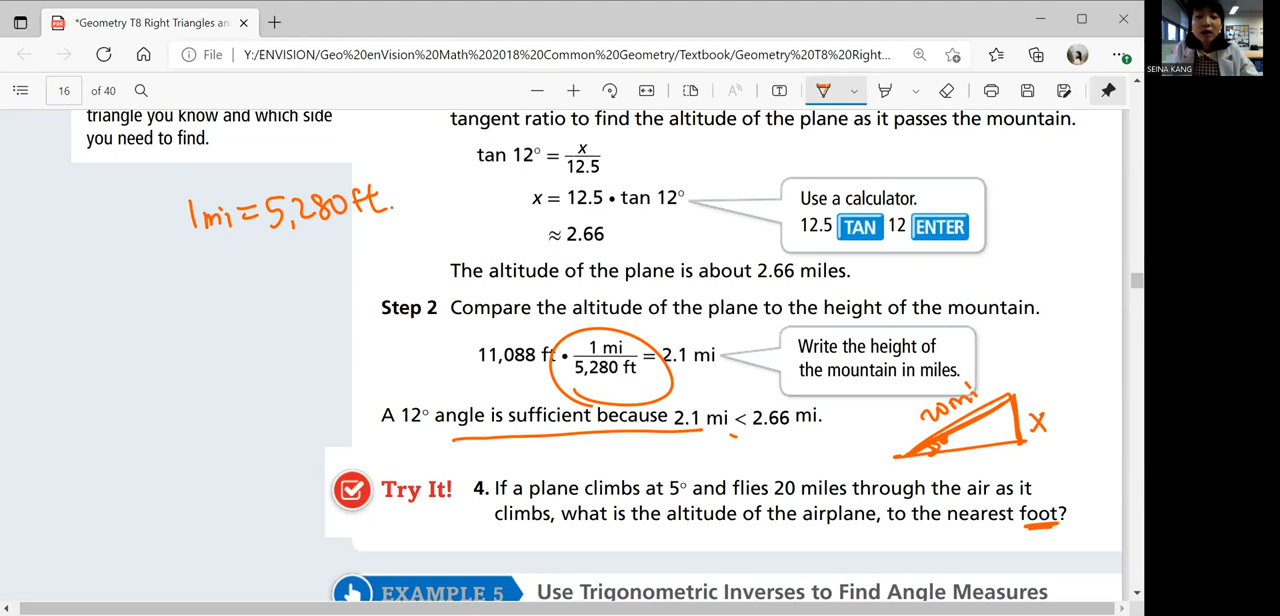 *Geometry T8 Right Triangles an
File
Y:/ENVISION/Geo%20enVision%20Math%202018%20Common%20Geometry/Textbook/Geometry%20T8%20Right...
16 of 40
SEINA KANG
triangle you know and which side
you need to find.
1mi = 5,280ft.
tangent ratio to find the altitude of the plane as it passes the mountain.
tan 12° = x/12.5
x = 12.5 • tan 12°
≈ 2.66
Use a calculator.
12.5 TAN 12 ENTER
The altitude of the plane is about 2.66 miles.
Step 2 Compare the altitude of the plane to the height of the mountain.
11,088 ft • 1 mi/5,280 ft = 2.1 mi
Write the height of
the mountain in miles.
A 12° angle is sufficient because 2.1 mi < 2.66 mi.
20mi
x
Try It! 4. If a plane climbs at 5° and flies 20 miles through the air as it
climbs, what is the altitude of the airplane, to the nearest foot?
EXAMPLE 5 Use Trigonometric Inverses to Find Angle Measures